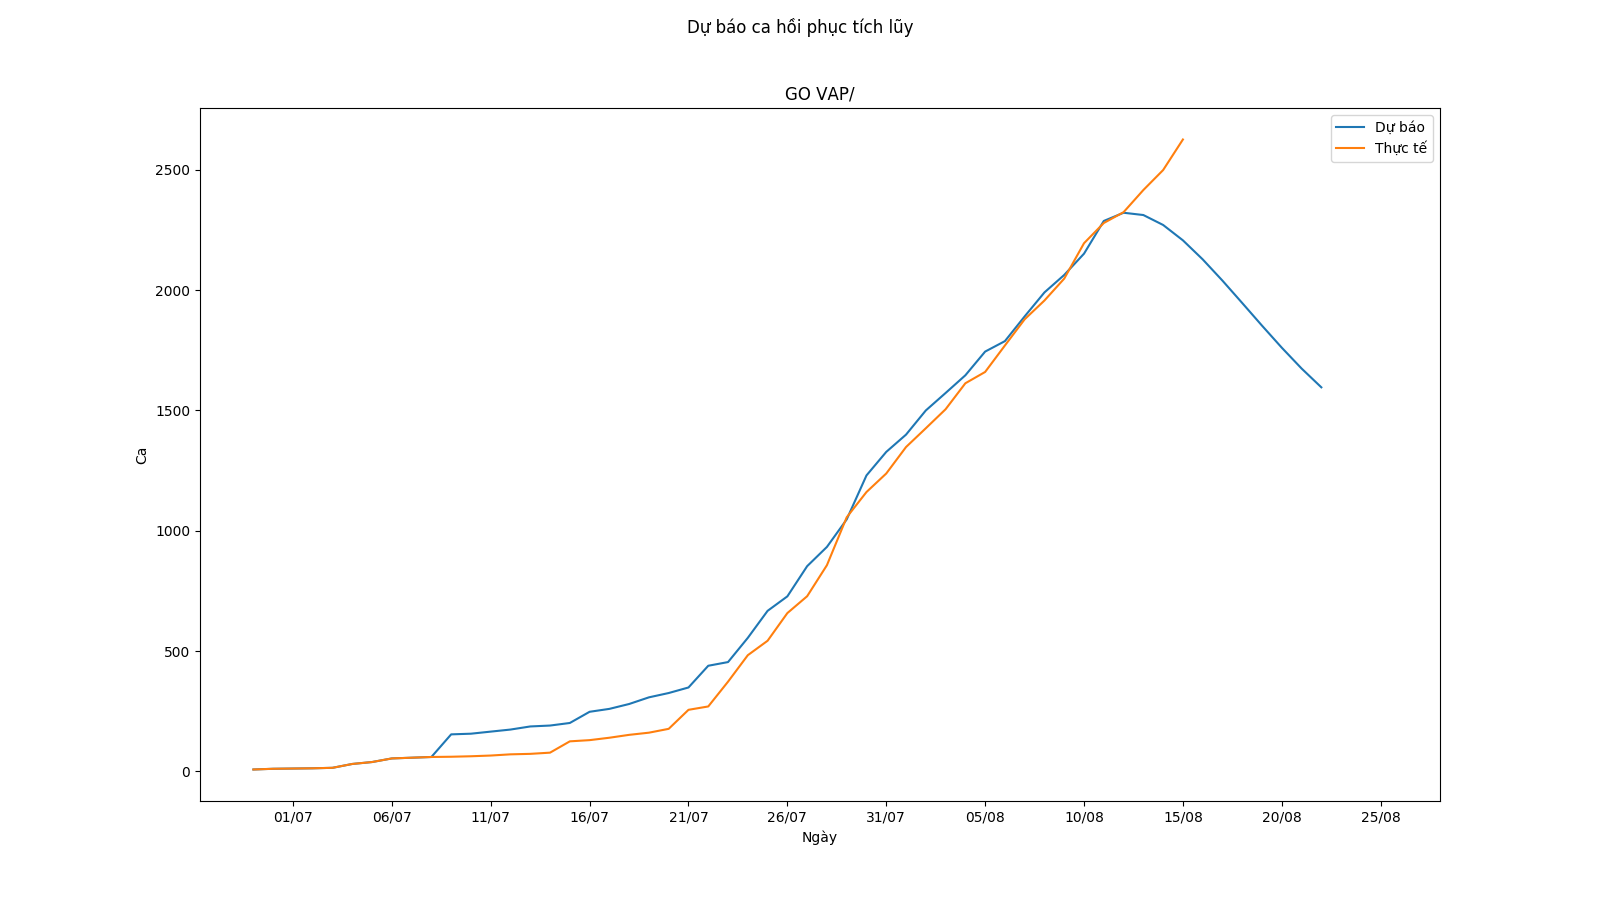 Dự báo ca hồi phục tích lũy
GO VAP/
Dự báo
Thực tế
2500
2000
1500
1000
500
0
Ca
01/07 06/07 11/07 16/07 21/07 26/07 31/07 05/08 10/08 15/08 20/08 25/08
Ngày